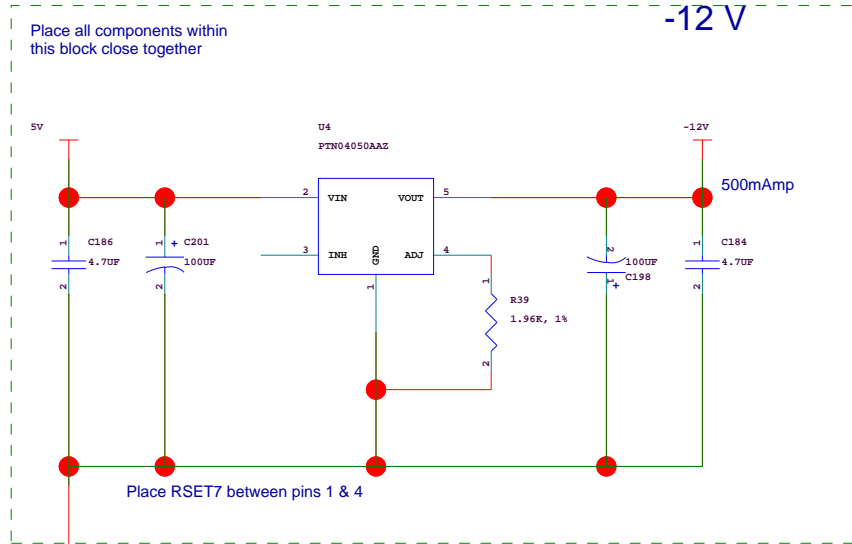 -12 V
Place all components within
this block close together
5V
U4
PTN04050AAZ
-12V
2 VIN VOUT 5
500mAmp
1 C186
4.7UF
2
1 + C201
100UF
2
3 INH GND ADJ 4
1
1 R39
1.96K, 1%
2
2 100UF
1 + C198
1 C184
4.7UF
2
Place RSET7 between pins 1 & 4